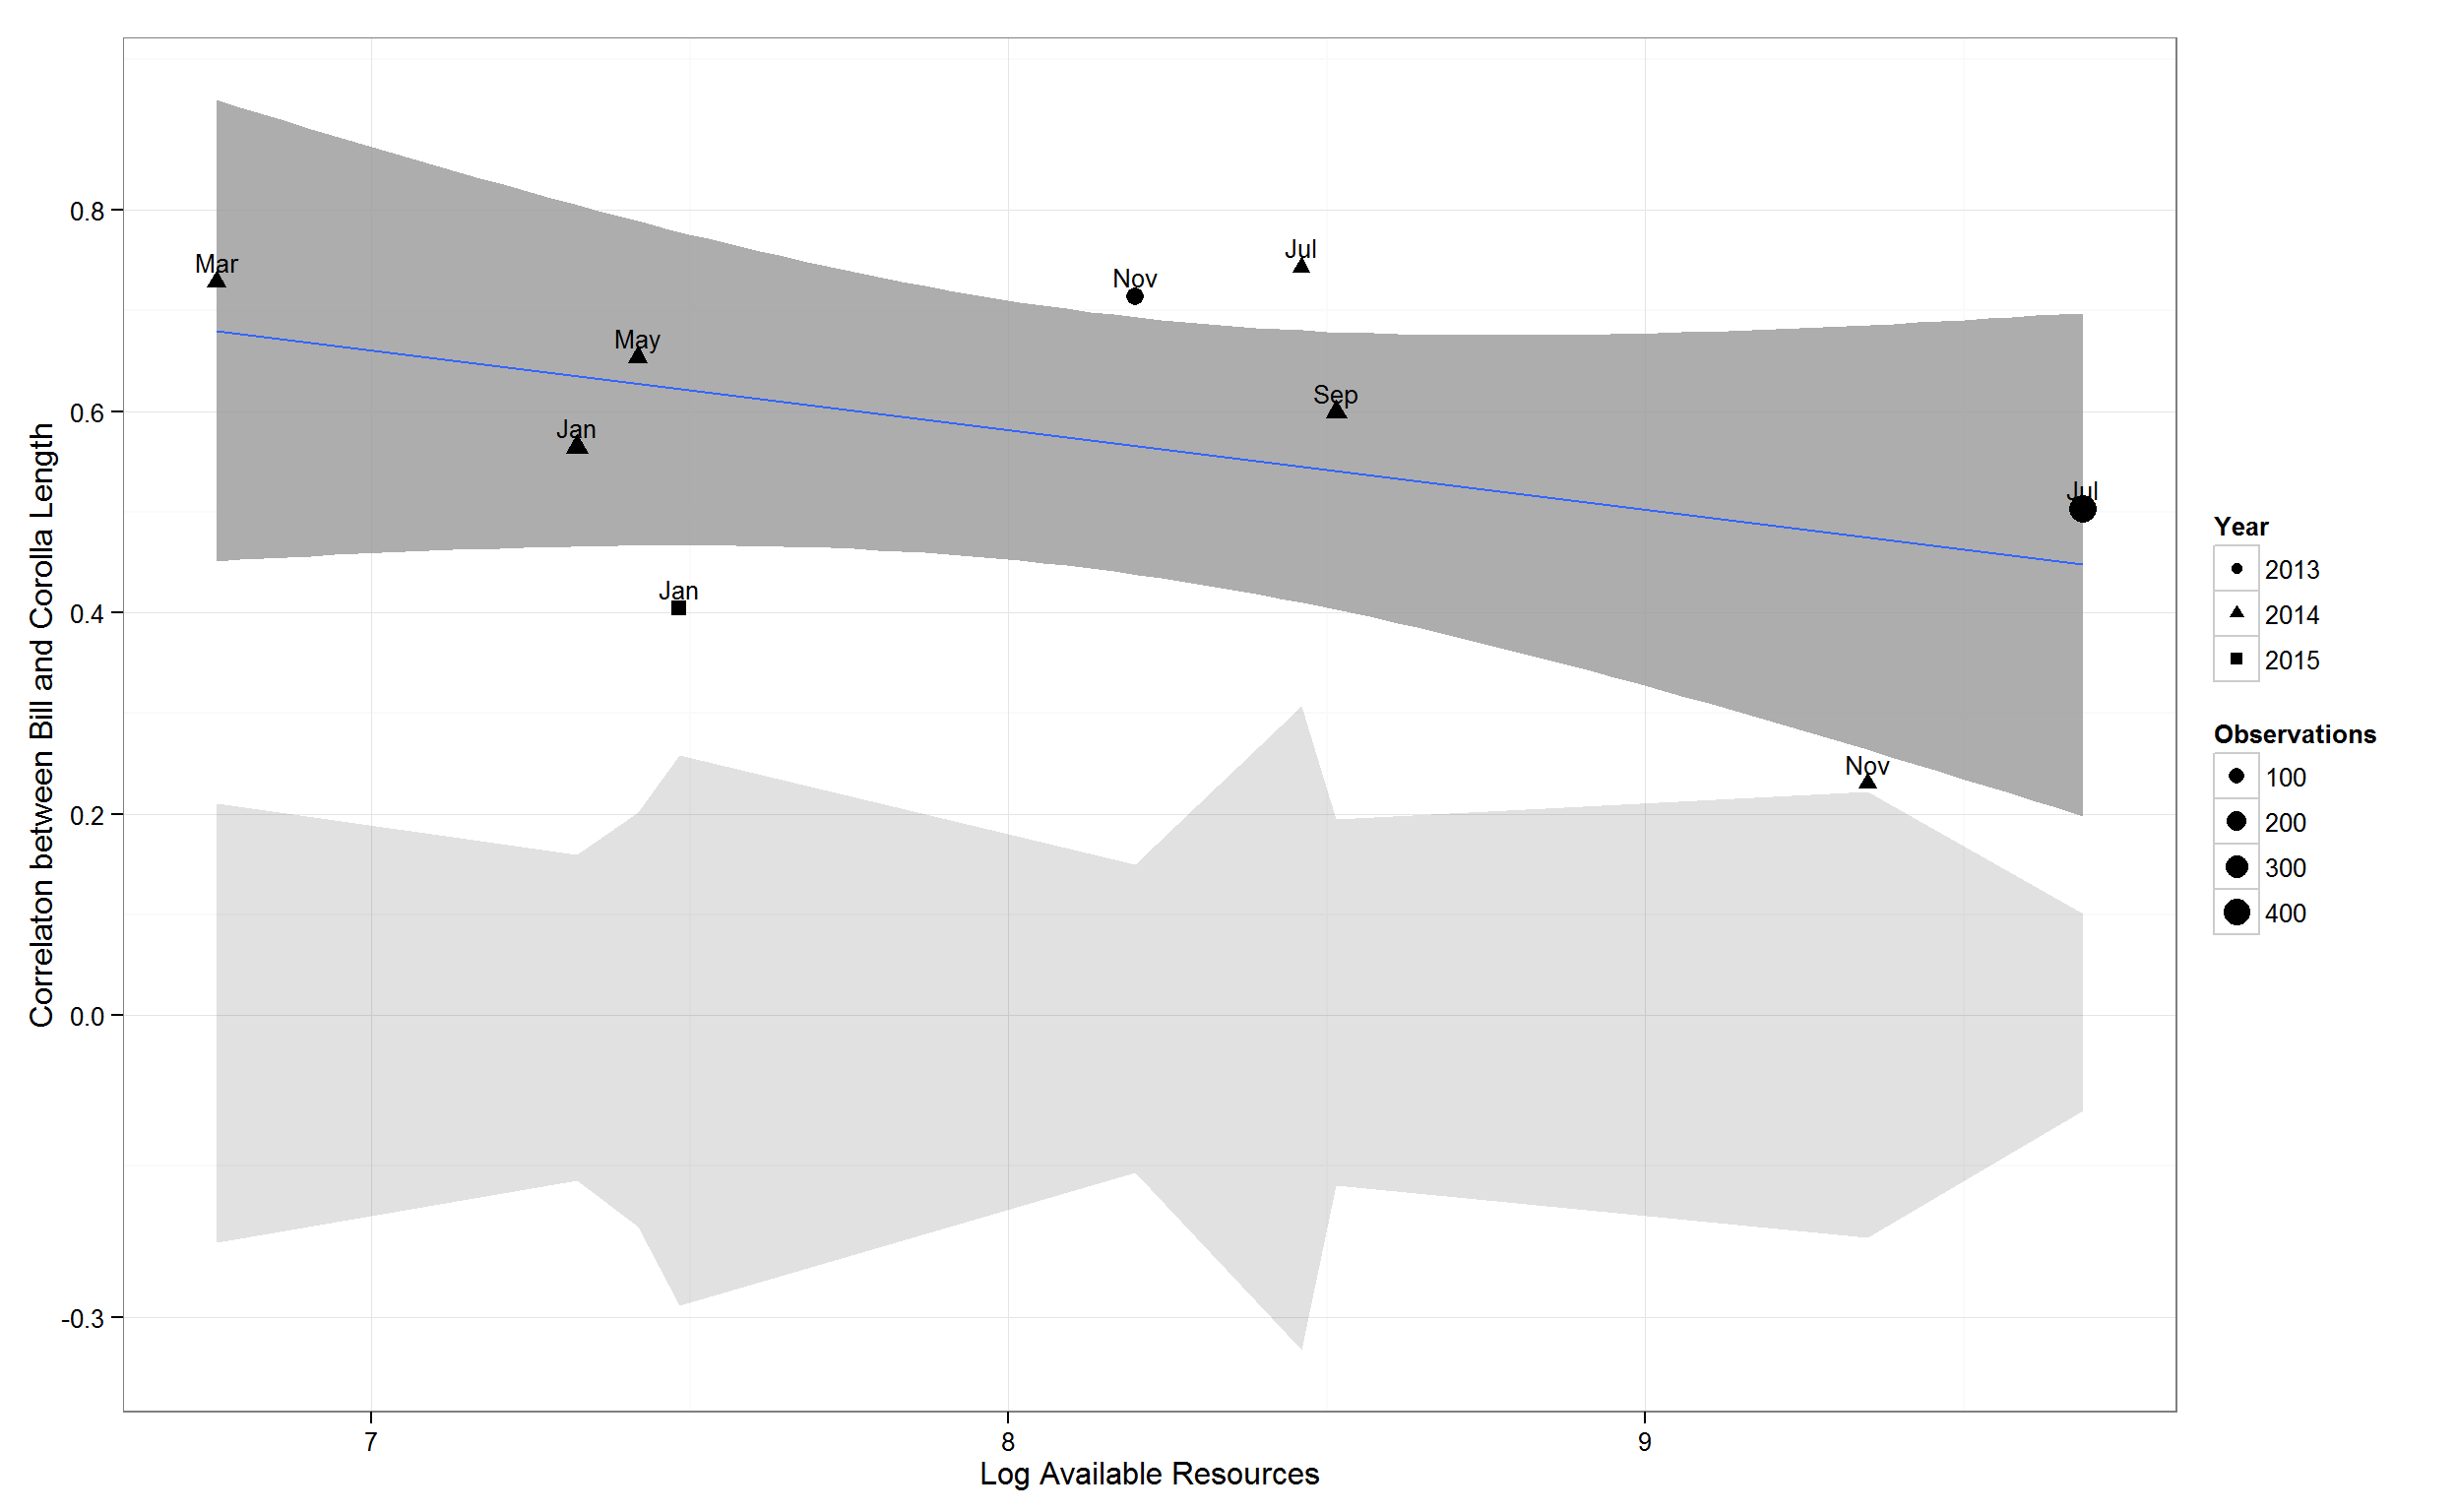 Correlaton between Bill and Corolla Length
0.8
0.6
0.4
0.2
0.0
-0.3
Mar
May
Jan
Jan
Nov
Jul
Sep
Jul
Nov
7
8
9
Log Available Resources
Year
2013
2014
2015
Observations
100
200
300
400